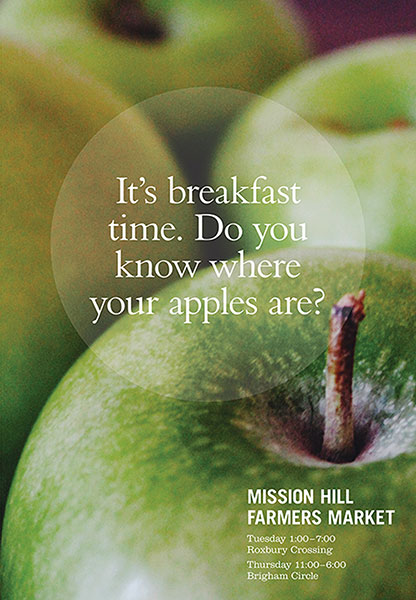 It’s breakfast
time. Do you
know where
your apples are?
MISSION HILL
FARMERS MARKET
Tuesday 1:00–7:00
Roxbury Crossing
Thursday 11:00–6:00
Brigham Circle